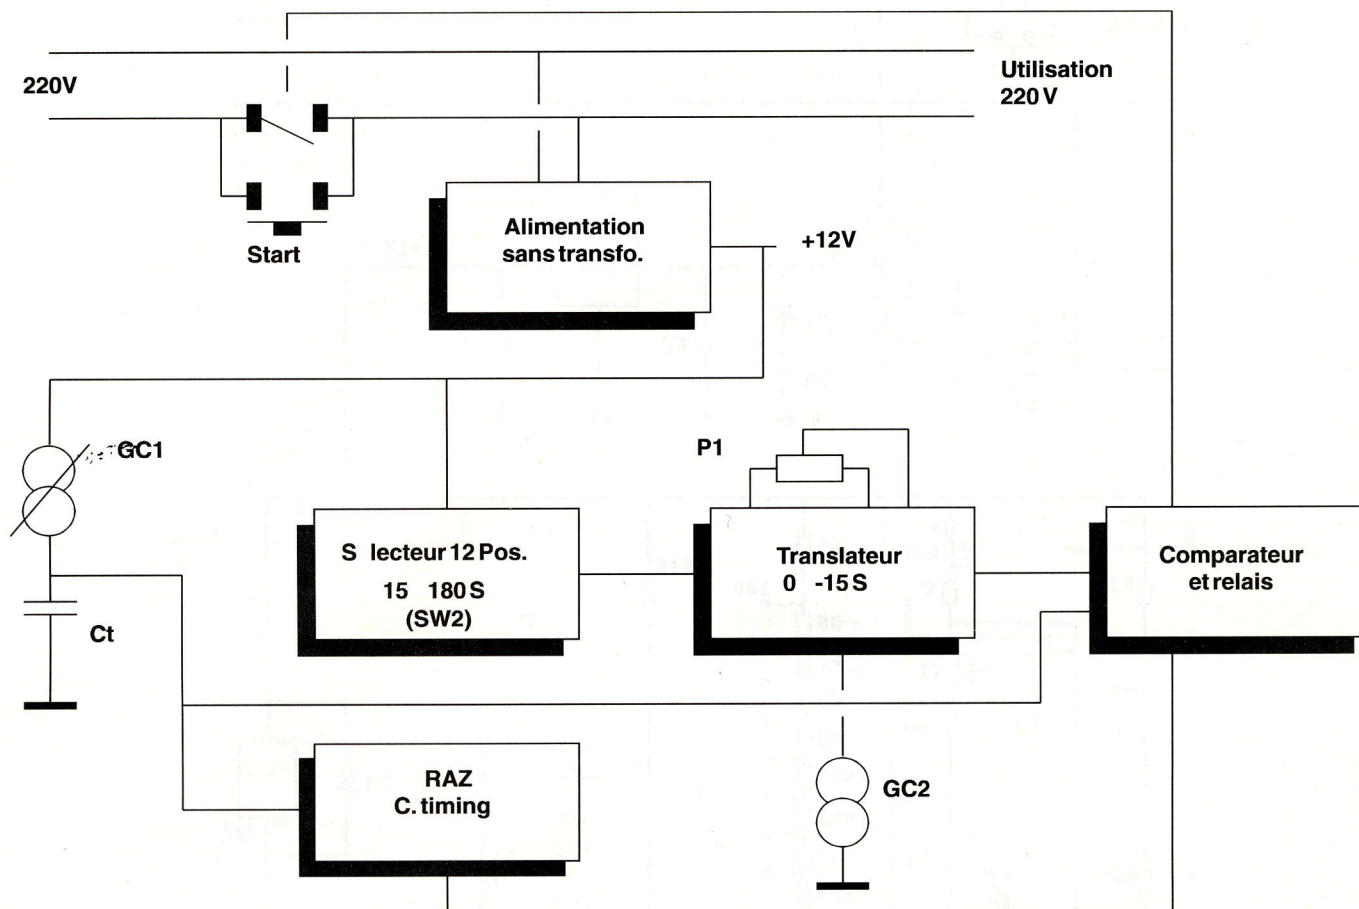 220V
Utilisation
220 V
Start
Alimentation
sans transfo.
+12V
GC1
P1
S lecteur 12 Pos.
15 180 S
(SW2)
Translateur
0 -15 S
Comparateur
et relais
Ct
RAZ
C. timing
GC2